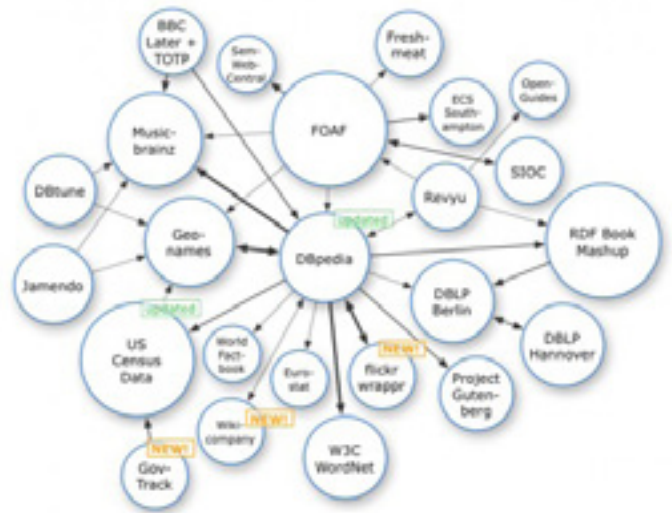 BBC
Later +
TOTP
Sem-
Web-
Central
Fresh-
meat
Open-
Guides
Music-
brainz
FOAF
ECS
South-
ampton
SIOC
DBtune
Revyu
updated
Geo-
names
DBpedia
RDF Book
Mashup
Jamendo
updated
DBLP
Berlin
US
Census
Data
World
Fact-
book
Euro-
stat
NEW!
flickr
wrappr
DBLP
Hannover
Project
Guten-
berg
Wiki-
company
NEW!
W3C
WordNet
NEW!
Gov-
Track